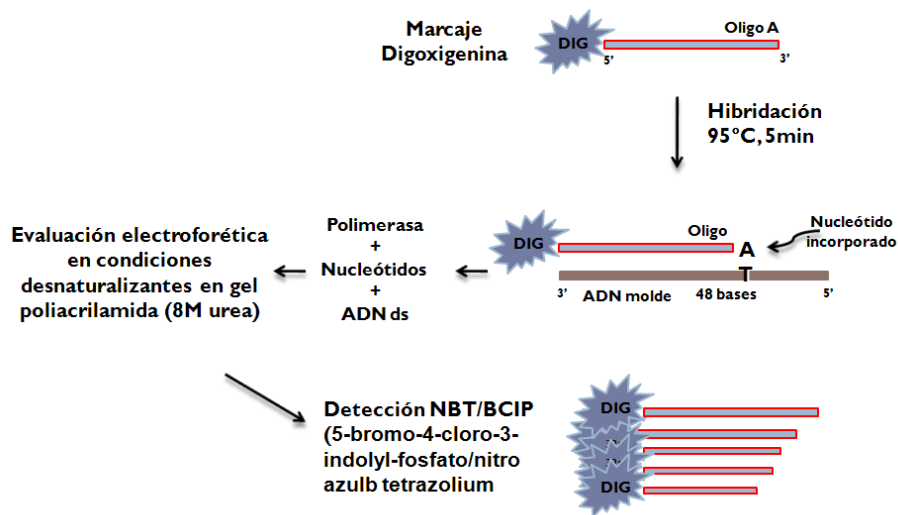 Marcaje
Digoxigenina
DIG
Oligo A
5'
3'
Hibridación
95°C, 5min
Evaluación electroforética
en condiciones
desnaturalizantes en gel
poliacrilamida (8M urea)
Polimerasa
+
Nucleótidos
+
ADN ds
DIG
Oligo
A
Nucleótido
incorporado
T
3'
ADN molde
48 bases
5'
Detección NBT/BCIP
(5-bromo-4-cloro-3-
indolyl-fosfato/nitro
azulb tetrazolium
DIG
DIG